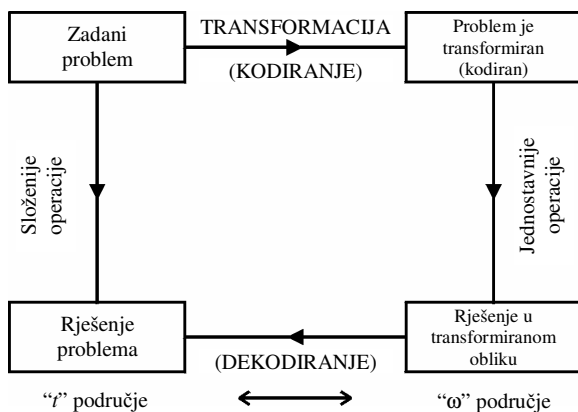 Zadani
problem
TRANSFORMACIJA
(KODIRANJE)
Problem je
transformiran
(kodiran)
Složenije
operacije
Jednostavnije
operacije
Rješenje
problema
(DEKODIRANJE)
Rješenje u
transformiranom
obliku
“t” područje
“ω” područje